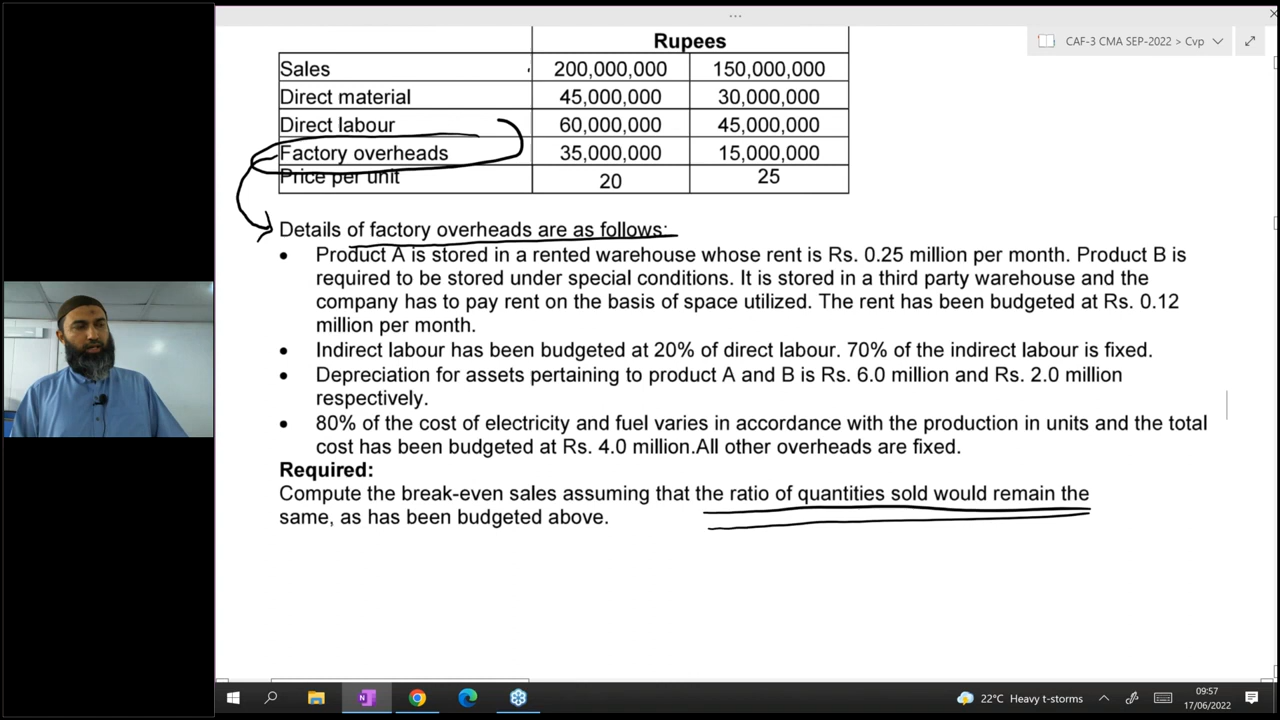 ...
CAF-3 CMA SEP-2022 > Cvp
Rupees
Sales 200,000,000 150,000,000
Direct material 45,000,000 30,000,000
Direct labour 60,000,000 45,000,000
Factory overheads 35,000,000 15,000,000
Price per unit 20 25
Details of factory overheads are as follows:
• Product A is stored in a rented warehouse whose rent is Rs. 0.25 million per month. Product B is
required to be stored under special conditions. It is stored in a third party warehouse and the
company has to pay rent on the basis of space utilized. The rent has been budgeted at Rs. 0.12
million per month.
• Indirect labour has been budgeted at 20% of direct labour. 70% of the indirect labour is fixed.
• Depreciation for assets pertaining to product A and B is Rs. 6.0 million and Rs. 2.0 million
respectively.
• 80% of the cost of electricity and fuel varies in accordance with the production in units and the total
cost has been budgeted at Rs. 4.0 million.All other overheads are fixed.
Required:
Compute the break-even sales assuming that the ratio of quantities sold would remain the
same, as has been budgeted above.
22°C Heavy t-storms
09:57
17/06/2022